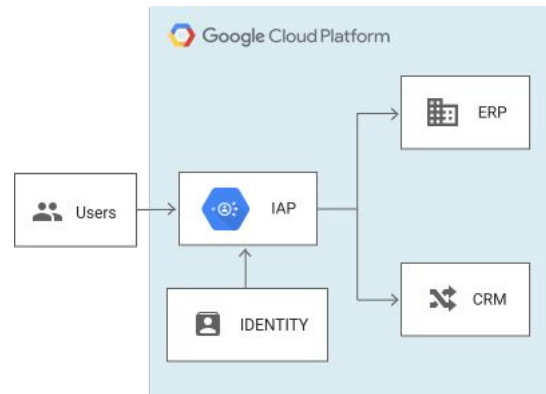 Google Cloud Platform
ERP
Users
IAP
IDENTITY
CRM